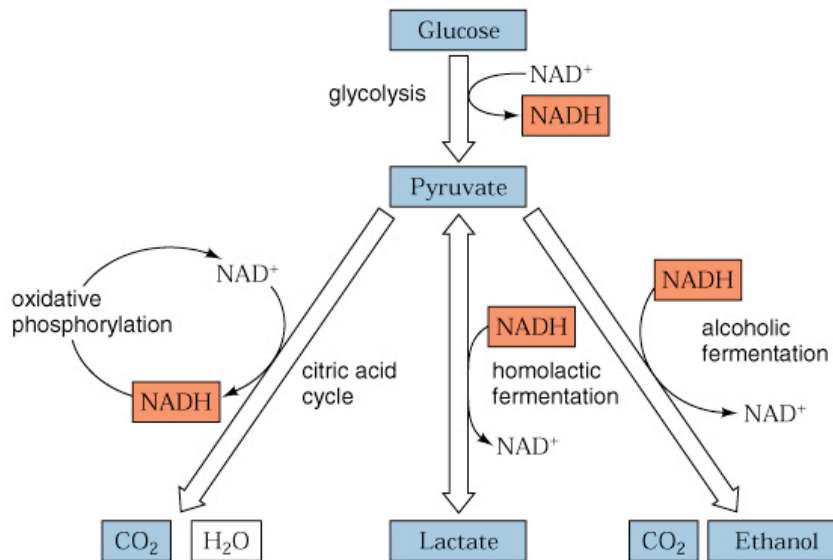 Glucose
glycolysis
NAD⁺
NADH
Pyruvate
NAD⁺
oxidative
phosphorylation
NADH
citric acid
cycle
NADH
homolactic
fermentation
NAD⁺
NADH
alcoholic
fermentation
NAD⁺
CO₂
H₂O
Lactate
CO₂
Ethanol